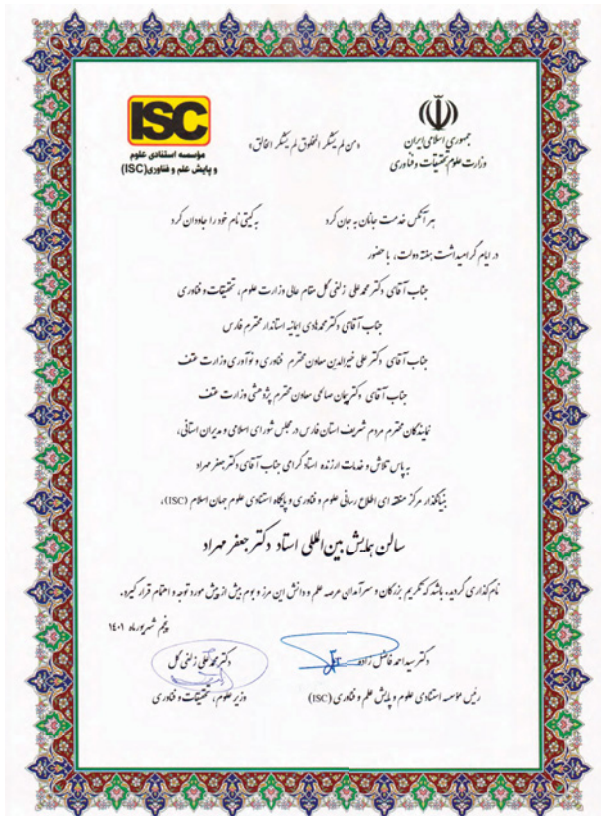 جمهوری اسلامی ایران
وزارت علوم تحقیقات و فناوری
«من لم یشکر المخلوق لم یشکر الخالق»
ISC
مؤسسه استنادی علوم
و پایش علم و فناوری(ISC)
هر آنکس خدمت جانان به جان کرد به گیتی نام خود را جاودان کرد
در ایام گرامیداشت هفته دولت، با حضور
جناب آقای دکتر محمدعلی زلفی گل مقام عالی وزارت علوم، تحقیقات و فناوری
جناب آقای دکتر محمدهادی ایمانیه استاندار محترم فارس
جناب آقای دکتر علی خیرالدین معاون محترم فناوری و نوآوری وزارت عتف
جناب آقای دکتر پیمان صالحی معاون محترم پژوهشی وزارت عتف
نمایندگان محترم مردم شریف استان فارس در مجلس شورای اسلامی و مدیران استانی،
به پاس تلاش و خدمات ارزنده استاد گرامی جناب آقای دکتر جعفر مهراد
بنیانگذار مرکز منطقه ای اطلاع رسانی علوم و فناوری و پایگاه استنادی علوم جهان اسلام (ISC)،
سالن همایش بین‌المللی استاد دکتر جعفر مهراد
نام گذاری گردید، باشد که تکریم بزرگان و سرآمدان عرصه علم و دانش این مرز و بوم بیش از پیش مورد توجه و اهتمام قرار گیرد.
پنجم شهریورماه ۱۴۰۱
دکتر سید احمد فاضل زاده
رئیس مؤسسه استنادی علوم و پایش علم و فناوری (ISC)
دکتر محمدعلی زلفی گل
وزیر علوم، تحقیقات و فناوری